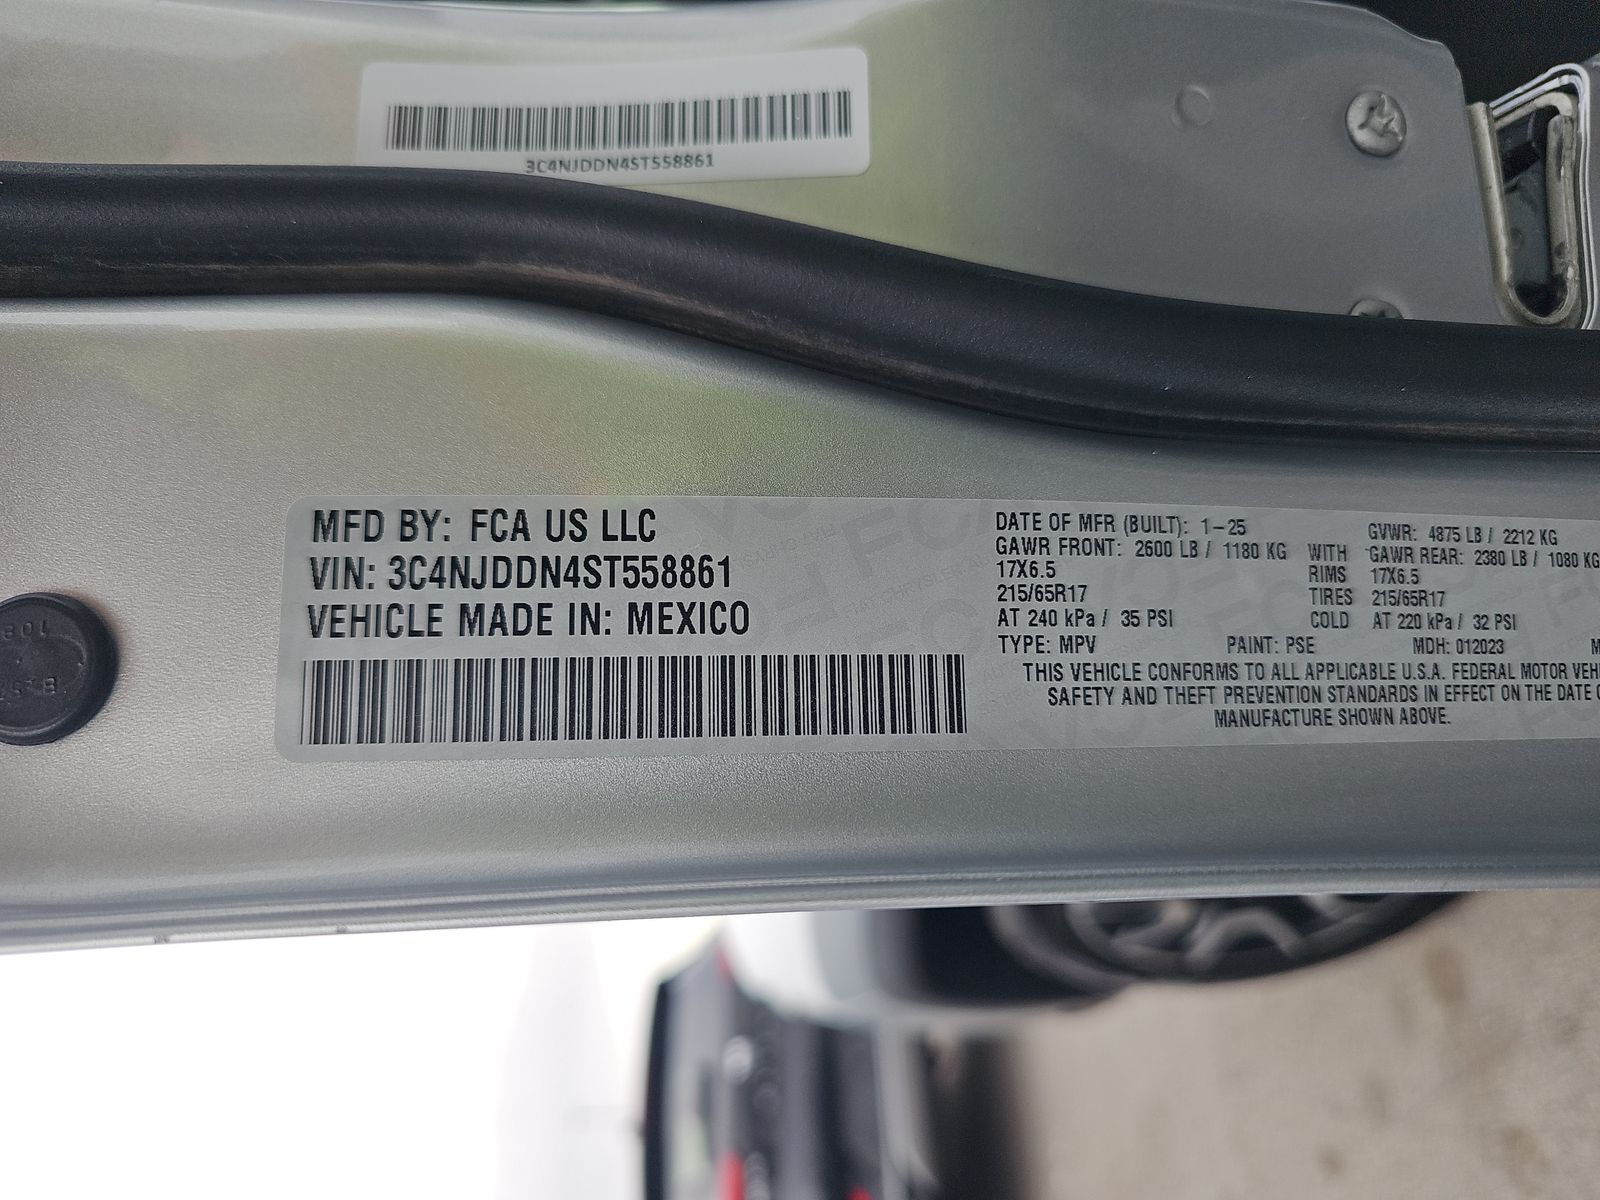 3C4NJDDN4ST558861
MFD BY: FCA US LLC
VIN: 3C4NJDDN4ST558861
VEHICLE MADE IN: MEXICO
DATE OF MFR (BUILT): 1-25 GVWR: 4875 LB / 2212 KG
GAWR FRONT: 2600 LB / 1180 KG WITH GAWR REAR: 2380 LB / 1080 KG
17X6.5 RIMS 17X6.5
215/65R17 TIRES 215/65R17
AT 240 kPa / 35 PSI COLD AT 220 kPa / 32 PSI
TYPE: MPV PAINT: PSE MDH: 012023 M
THIS VEHICLE CONFORMS TO ALL APPLICABLE U.S.A. FEDERAL MOTOR VEH
SAFETY AND THEFT PREVENTION STANDARDS IN EFFECT ON THE DATE
MANUFACTURE SHOWN ABOVE.